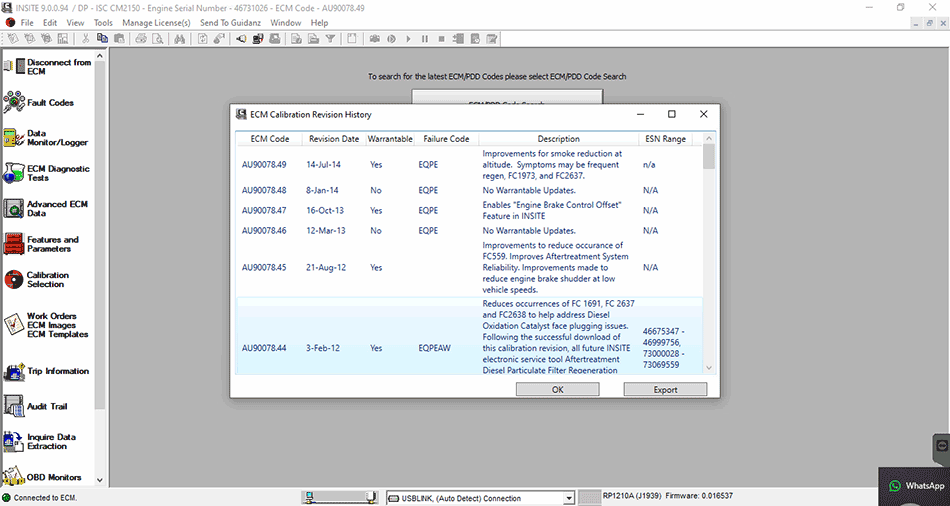 INSITE 9.0.0.94 / DP - ISC CM2150 - Engine Serial Number - 46731026 - ECM Code - AU90078.49
File Edit View Tools Manage License(s) Send To Guidanz Window Help
Disconnect from
ECM
Fault Codes
Data
Monitor/Logger
ECM Diagnostic
Tests
Advanced ECM
Data
Features and
Parameters
Calibration
Selection
Work Orders
ECM Images
ECM Templates
Trip Information
Audit Trail
Inquire Data
Extraction
OBD Monitors
To search for the latest ECM/PDD Codes please select ECM/PDD Code Search
ECM/PDD Code Search
ECM Calibration Revision History
ECM Code Revision Date Warrantable Failure Code Description ESN Range
AU90078.49 14-Jul-14 Yes EQPE Improvements for smoke reduction at
altitude. Symptoms may be frequent
regen, FC1973, and FC2637. n/a
AU90078.48 8-Jan-14 No EQPE No Warrantable Updates. N/A
AU90078.47 16-Oct-13 Yes EQPE Enables "Engine Brake Control Offset"
Feature in INSITE N/A
AU90078.46 12-Mar-13 No EQPE No Warrantable Updates. N/A
AU90078.45 21-Aug-12 Yes Improvements to reduce occurance of
FC559. Improves Aftertreatment System
Reliability. Improvements made to
reduce engine brake shudder at low
vehicle speeds. N/A
AU90078.44 3-Feb-12 Yes EQPEAW Reduces occurrences of FC 1691, FC 2637
and FC2638 to help address Diesel
Oxidation Catalyst face plugging issues.
Following the successful download of
this calibration revision, all future INSITE
electronic service tool Aftertreatment
Diesel Particulate Filter Regeneration
46675347 -
46999756,
73000028 -
73069559
OK Export
WhatsApp
Connected to ECM.
USBLINK, (Auto Detect) Connection
RP1210A (J1939) Firmware: 0.016537